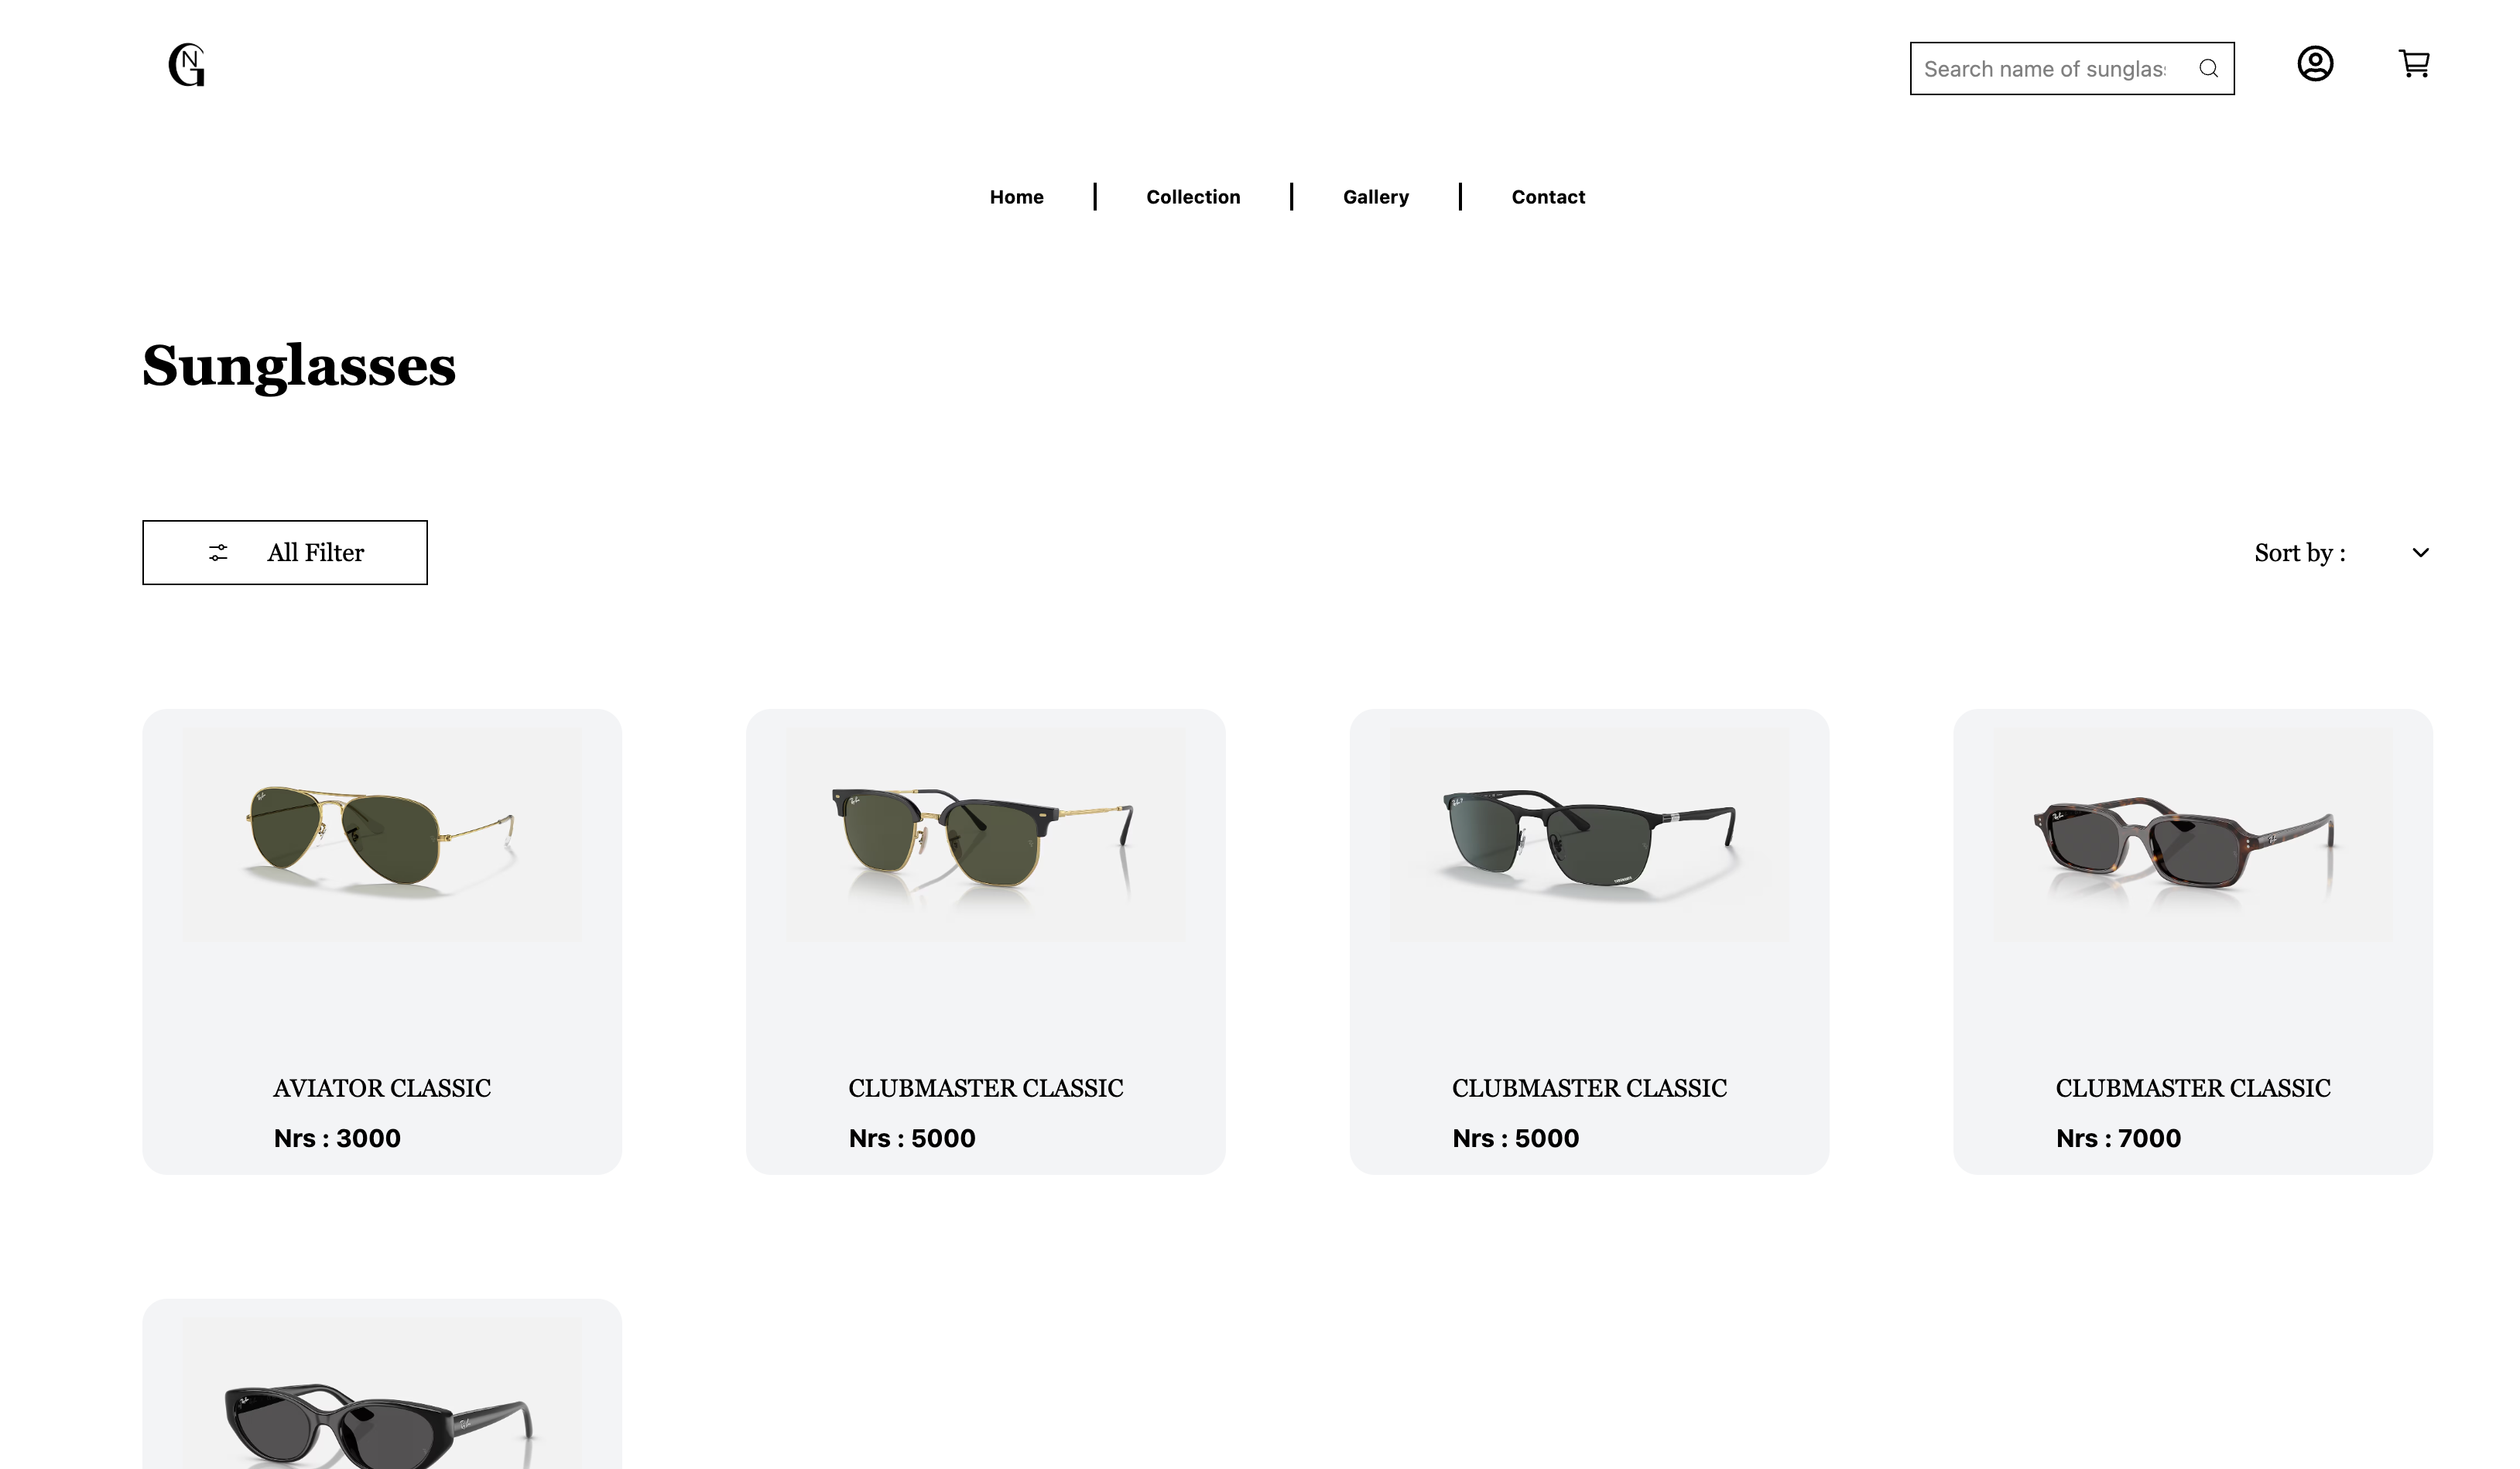 GN
Search name of sunglas
Home
Collection
Gallery
Contact
Sunglasses
All Filter
Sort by :
AVIATOR CLASSIC
Nrs : 3000
CLUBMASTER CLASSIC
Nrs : 5000
CLUBMASTER CLASSIC
Nrs : 5000
CLUBMASTER CLASSIC
Nrs : 7000